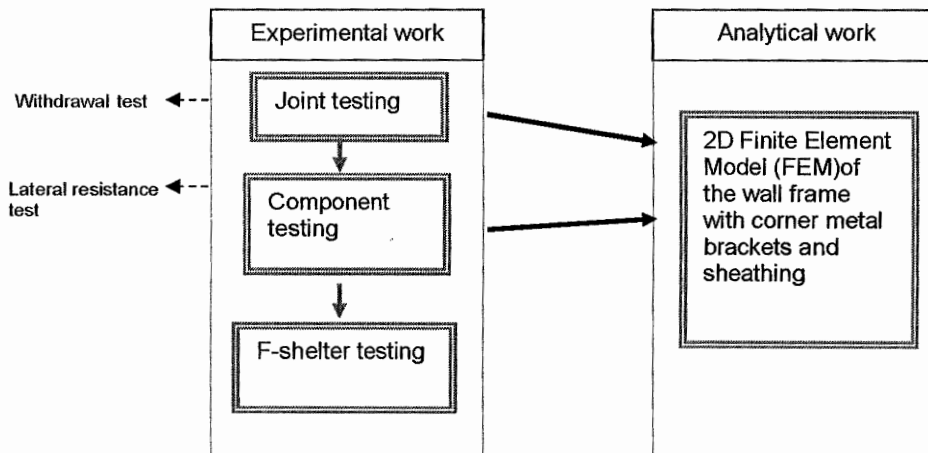 Experimental work
Analytical work
Withdrawal test
Joint testing
Lateral resistance
test
Component
testing
F-shelter testing
2D Finite Element
Model (FEM)of
the wall frame
with corner metal
brackets and
sheathing